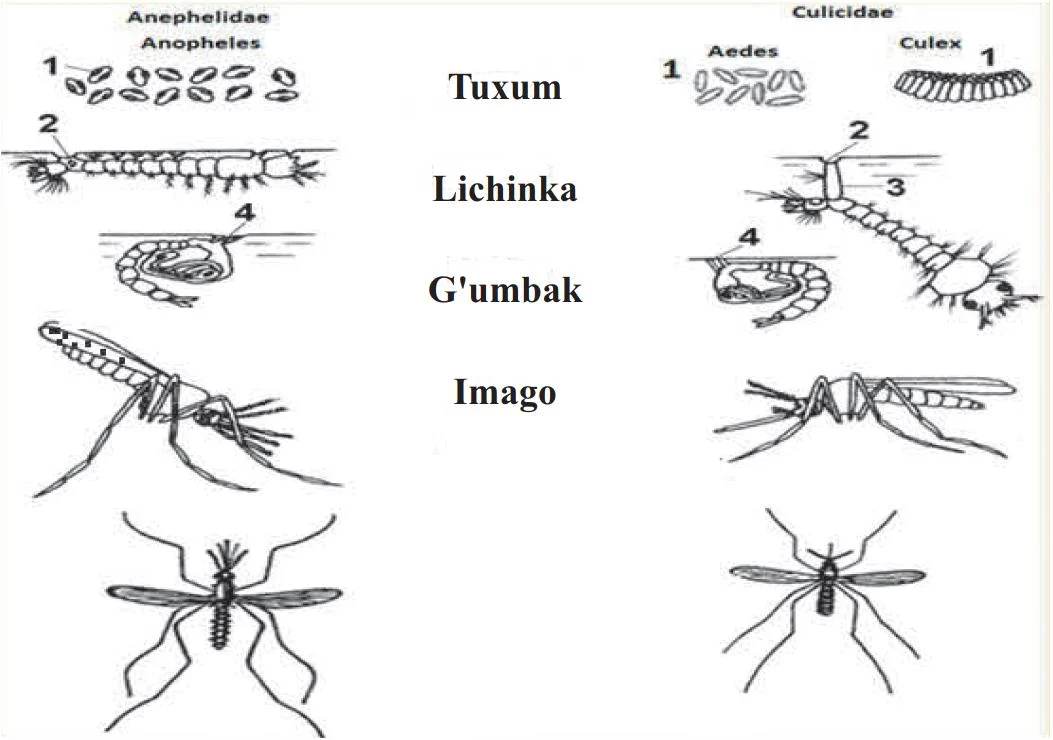 Anephelidae
Anopheles
Culicidae
Aedes
Culex
1
1
1
Tuxum
2
2
Lichinka
3
4
4
G'umbak
Imago